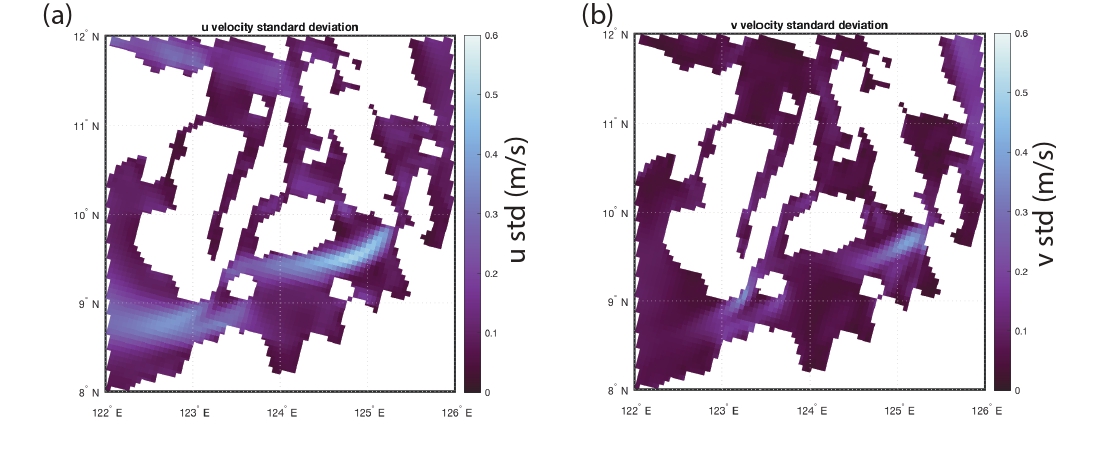 (a)
u velocity standard deviation
12° N
11° N
10° N
9° N
8° N
122° E
123° E
124° E
125° E
126° E
0.6
0.5
0.4
0.3
0.2
0.1
0
u std (m/s)
(b)
v velocity standard deviation
12° N
11° N
10° N
9° N
8° N
122° E
123° E
124° E
125° E
126° E
0.6
0.5
0.4
0.3
0.2
0.1
0
v std (m/s)